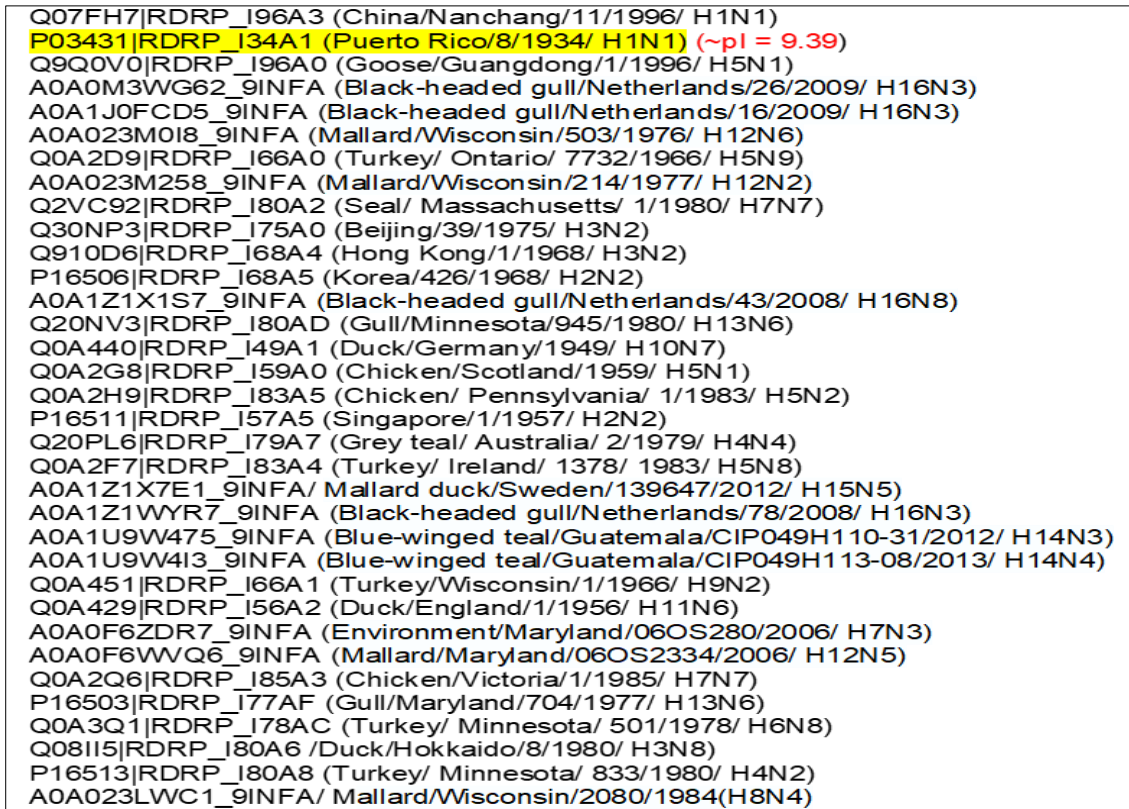 Q07FH7|RDRP_I96A3 (China/Nanchang/11/1996/ H1N1)
P03431|RDRP_I34A1 (Puerto Rico/8/1934/ H1N1) (~pI = 9.39)
Q9Q0V0|RDRP_I96A0 (Goose/Guangdong/1/1996/ H5N1)
A0A0M3WG62_9INFA (Black-headed gull/Netherlands/26/2009/ H16N3)
A0A1J0FCD5_9INFA (Black-headed gull/Netherlands/16/2009/ H16N3)
A0A023M0I8_9INFA (Mallard/Wisconsin/503/1976/ H12N6)
Q0A2D9|RDRP_I66A0 (Turkey/ Ontario/ 7732/1966/ H5N9)
A0A023M258_9INFA (Mallard/Wisconsin/214/1977/ H12N2)
Q2VC92|RDRP_I80A2 (Seal/ Massachusetts/ 1/1980/ H7N7)
Q30NP3|RDRP_I75A0 (Beijing/39/1975/ H3N2)
Q910D6|RDRP_I68A4 (Hong Kong/1/1968/ H3N2)
P16506|RDRP_I68A5 (Korea/426/1968/ H2N2)
A0A1Z1X1S7_9INFA (Black-headed gull/Netherlands/43/2008/ H16N8)
Q20NV3|RDRP_I80AD (Gull/Minnesota/945/1980/ H13N6)
Q0A440|RDRP_I49A1 (Duck/Germany/1949/ H10N7)
Q0A2G8|RDRP_I59A0 (Chicken/Scotland/1959/ H5N1)
Q0A2H9|RDRP_I83A5 (Chicken/ Pennsylvania/ 1/1983/ H5N2)
P16511|RDRP_I57A5 (Singapore/1/1957/ H2N2)
Q20PL6|RDRP_I79A7 (Grey teal/ Australia/ 2/1979/ H4N4)
Q0A2F7|RDRP_I83A4 (Turkey/ Ireland/ 1378/ 1983/ H5N8)
A0A1Z1X7E1_9INFA/ Mallard duck/Sweden/139647/2012/ H15N5)
A0A1Z1WYR7_9INFA (Black-headed gull/Netherlands/78/2008/ H16N3)
A0A1U9W475_9INFA (Blue-winged teal/Guatemala/CIP049H110-31/2012/ H14N3)
A0A1U9W4I3_9INFA (Blue-winged teal/Guatemala/CIP049H113-08/2013/ H14N4)
Q0A451|RDRP_I66A1 (Turkey/Wisconsin/1/1966/ H9N2)
Q0A429|RDRP_I56A2 (Duck/England/1/1956/ H11N6)
A0A0F6ZDR7_9INFA (Environment/Maryland/06OS280/2006/ H7N3)
A0A0F6WVQ6_9INFA (Mallard/Maryland/06OS2334/2006/ H12N5)
Q0A2Q6|RDRP_I85A3 (Chicken/Victoria/1/1985/ H7N7)
P16503|RDRP_I77AF (Gull/Maryland/704/1977/ H13N6)
Q0A3Q1|RDRP_I78AC (Turkey/ Minnesota/ 501/1978/ H6N8)
Q08II5|RDRP_I80A6 /Duck/Hokkaido/8/1980/ H3N8)
P16513|RDRP_I80A8 (Turkey/ Minnesota/ 833/1980/ H4N2)
A0A023LWC1_9INFA/ Mallard/Wisconsin/2080/1984(H8N4)